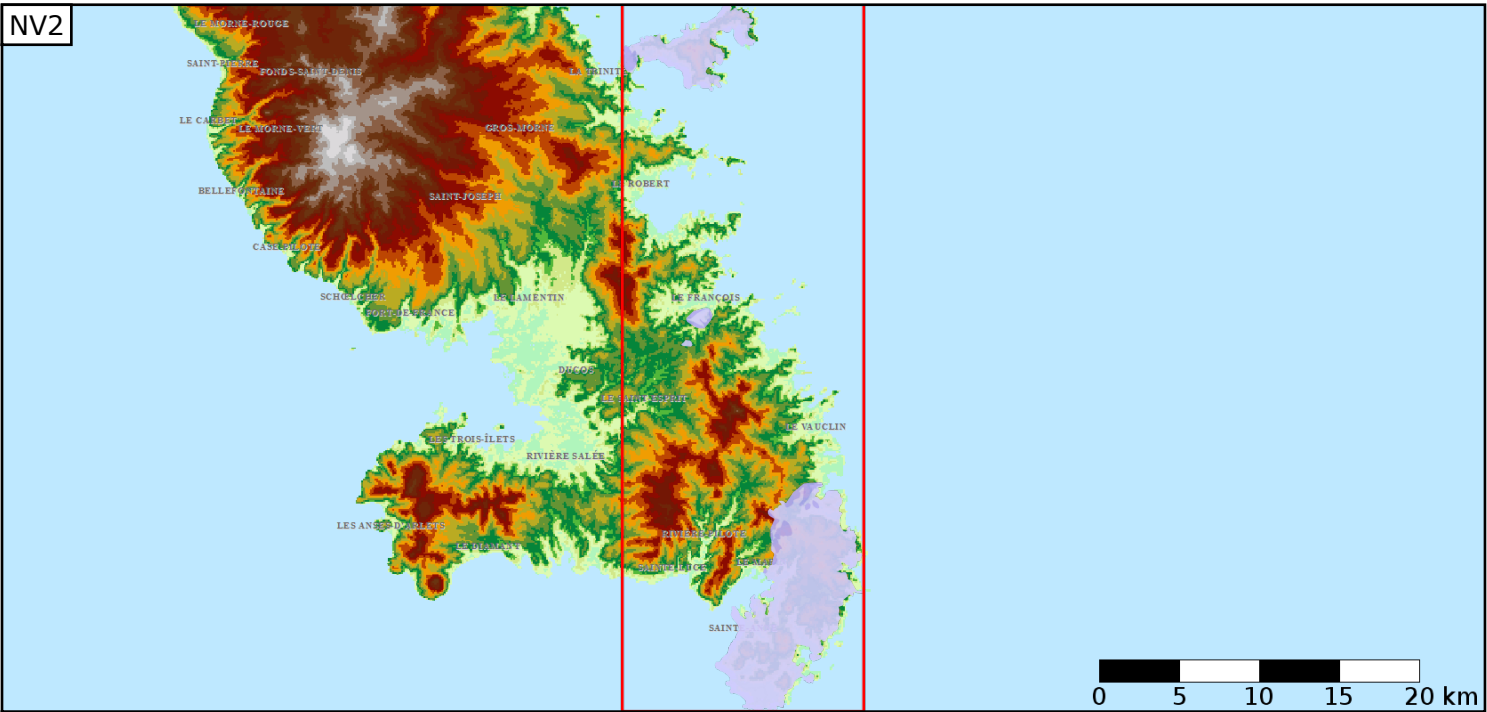 NV2
LE MORNE-ROUGE
SAINT-PIERRE
FONDS-SAINT-DENIS
LA TRINITÉ
LE CARBET
LE MORNE-VERT
GROS-MORNE
LE ROBERT
BELLEFONTAINE
SAINT-JOSEPH
CASE-PILOTE
SCHŒLCHER
LE LAMENTIN
LE FRANÇOIS
FORT-DE-FRANCE
DUCOS
LE SAINT-ESPRIT
LE VAUCLIN
LES TROIS-ÎLETS
RIVIÈRE SALÉE
LES ANSES-D'ARLETS
RIVIÈRE-PILOTE
LE DIAMANT
SAINTE-LUCE
LE MA
SAINT
0 5 10 15 20 km